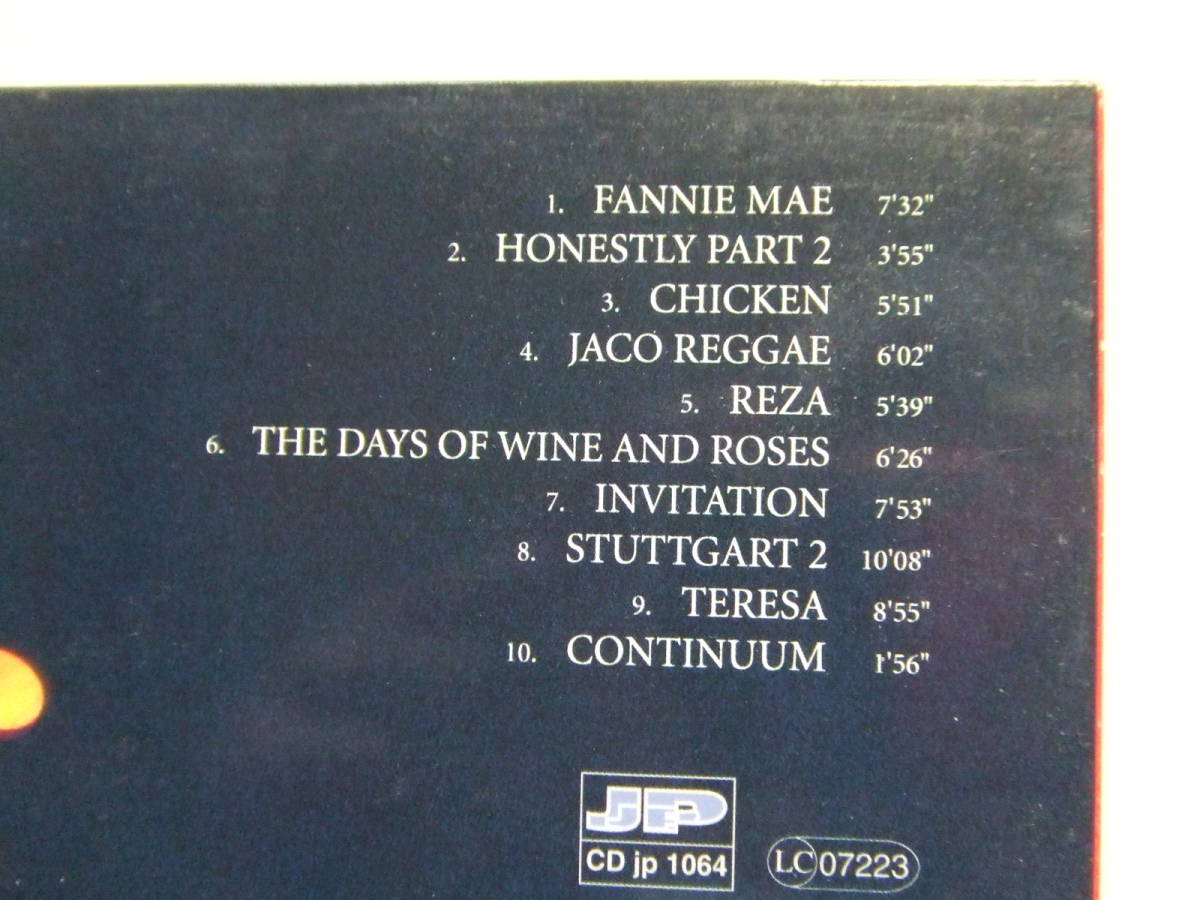 1. FANNIE MAE 7'32"
2. HONESTLY PART 2 3'55"
3. CHICKEN 5'51"
4. JACO REGGAE 6'02"
5. REZA 5'39"
6. THE DAYS OF WINE AND ROSES 6'26"
7. INVITATION 7'53"
8. STUTTGART 2 10'08"
9. TERESA 8'55"
10. CONTINUUM 1'56"
JP
CD jp 1064
LC 07223